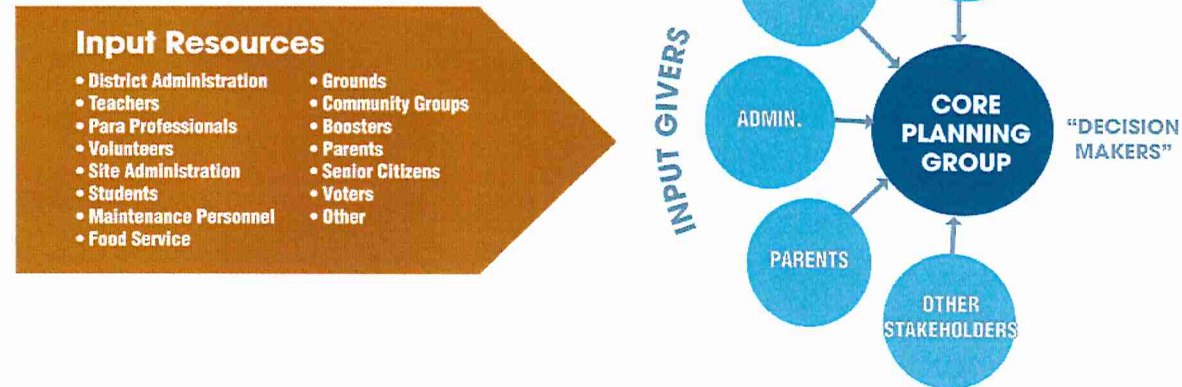 Input Resources
• District Administration
• Teachers
• Para Professionals
• Volunteers
• Site Administration
• Students
• Maintenance Personnel
• Food Service
• Grounds
• Community Groups
• Boosters
• Parents
• Senior Citizens
• Voters
• Other
INPUT GIVERS
ADMIN.
PARENTS
OTHER
STAKEHOLDERS
CORE
PLANNING
GROUP
"DECISION
MAKERS"